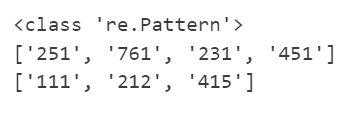 <class 're.Pattern'>
['251', '761', '231', '451']
['111', '212', '415']